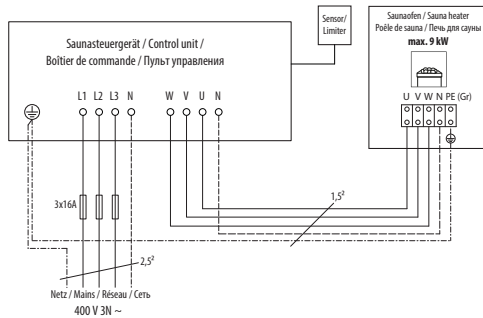 Sensor/
Limiter
Saunasteuergerät / Control unit /
Boîtier de commande / Пульт управления
Saunaofen / Sauna heater
Poêle de sauna / Печь для сауны
max. 9 kW
U V W N PE (Gr)
L1 L2 L3 N W V U N
3x16A
1,5²
2,5²
Netz / Mains / Réseau / Сеть
400 V 3N ~